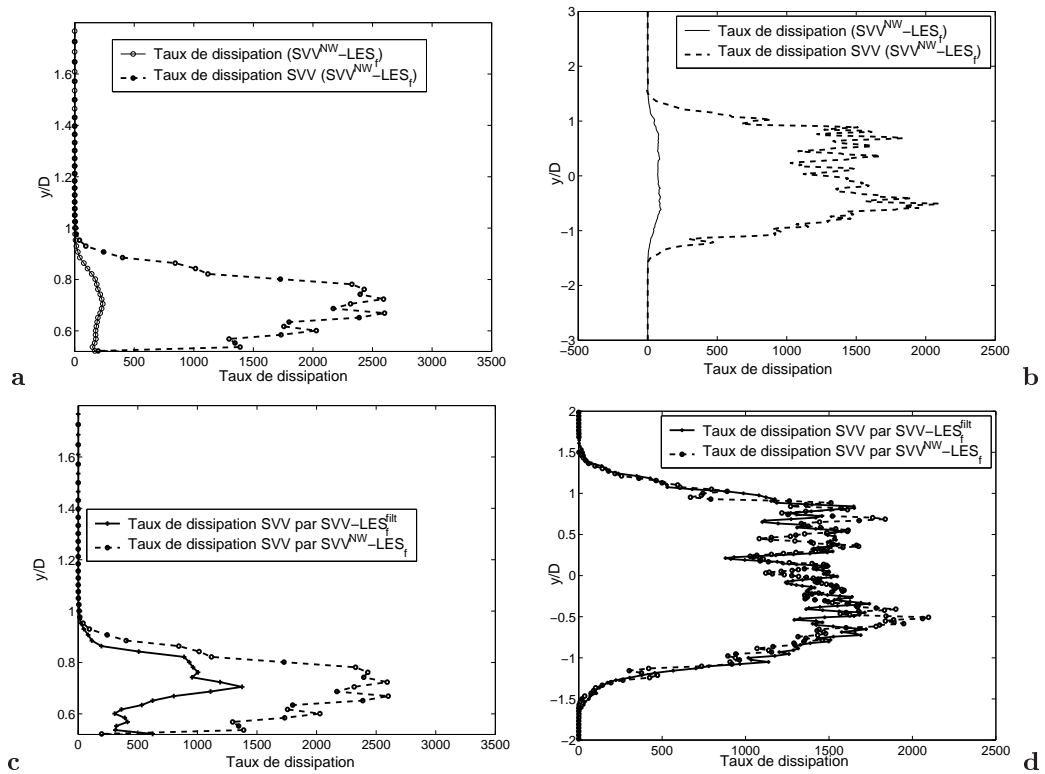 Taux de dissipation (SVV^NW−LES_f)
Taux de dissipation SVV (SVV^NW−LES_f)
1.6
1.4
1.2
1
0.8
0.6
y/D
0 500 1000 1500 2000 2500 3000 3500
Taux de dissipation
a
Taux de dissipation (SVV^NW−LES_f)
Taux de dissipation SVV (SVV^NW−LES_f)
3
2
1
0
−1
−2
−3
y/D
−500 0 500 1000 1500 2000 2500
Taux de dissipation
b
Taux de dissipation SVV par SVV−LES_f^filt
Taux de dissipation SVV par SVV^NW−LES_f
1.6
1.4
1.2
1
0.8
0.6
y/D
0 500 1000 1500 2000 2500 3000 3500
Taux de dissipation
c
Taux de dissipation SVV par SVV−LES_f^filt
Taux de dissipation SVV par SVV^NW−LES_f
2
1.5
1
0.5
0
−0.5
−1
−1.5
−2
y/D
0 500 1000 1500 2000 2500
Taux de dissipation
d